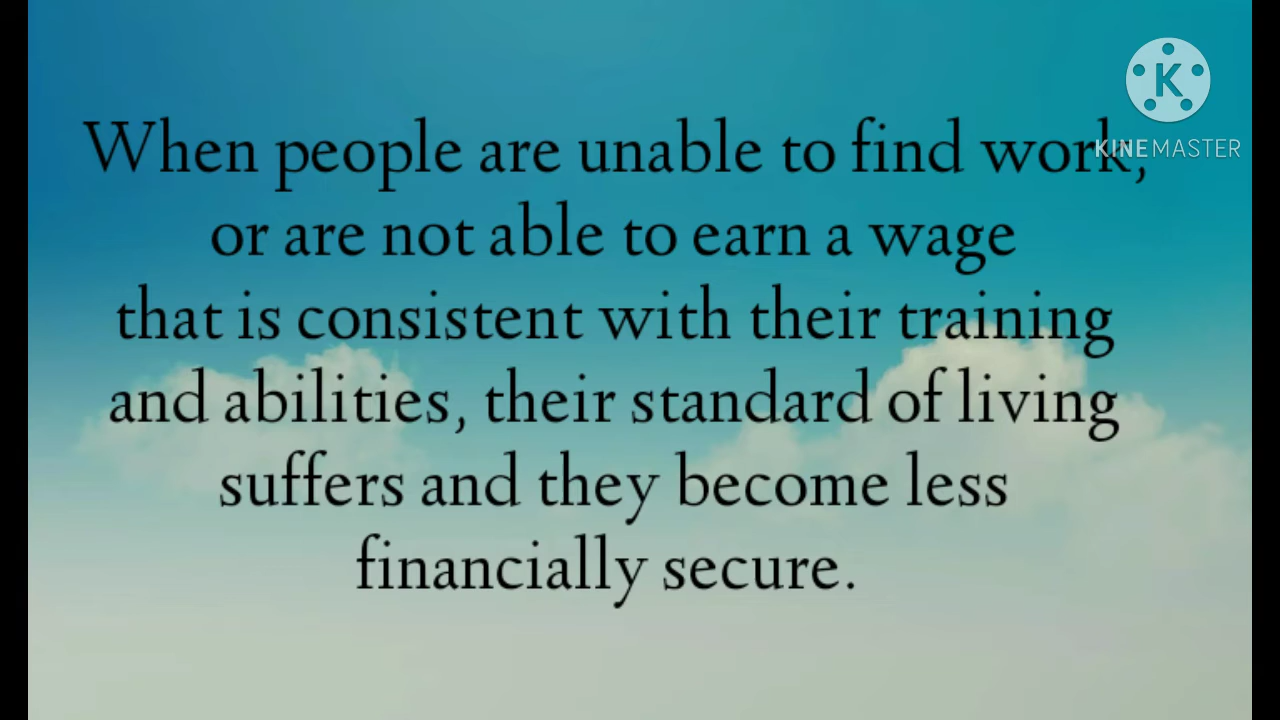 K
KINEMASTER
When people are unable to find work,
or are not able to earn a wage
that is consistent with their training
and abilities, their standard of living
suffers and they become less
financially secure.